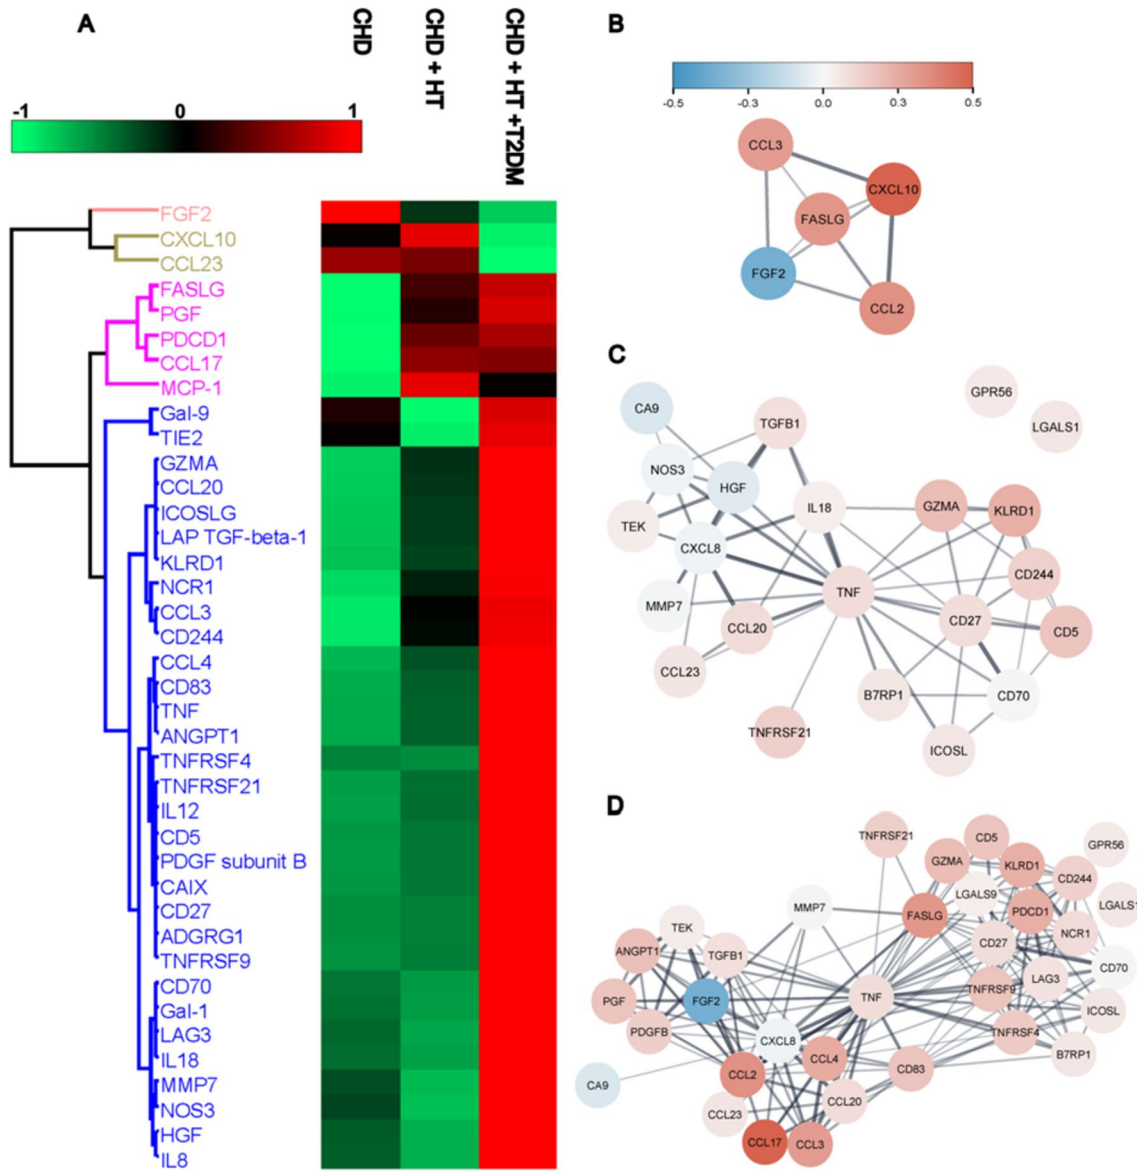 A
CHD
CHD + HT
CHD + HT +T2DM
-1 0 1
FGF2
CXCL10
CCL23
FASLG
PGF
PDCD1
CCL17
MCP-1
Gal-9
TIE2
GZMA
CCL20
ICOSLG
LAP TGF-beta-1
KLRD1
NCR1
CCL3
CD244
CCL4
CD83
TNF
ANGPT1
TNFRSF4
TNFRSF21
IL12
CD5
PDGF subunit B
CAIX
CD27
ADGRG1
TNFRSF9
CD70
Gal-1
LAG3
IL18
MMP7
NOS3
HGF
IL8
B
-0.5 -0.3 0.0 0.3 0.5
CCL3
CXCL10
FASLG
FGF2
CCL2
C
GPR56
CA9
LGALS1
TGFB1
NOS3
HGF
IL18
GZMA
KLRD1
TEK
CXCL8
CD244
TNF
MMP7
CD27
CCL20
CD5
CCL23
B7RP1
CD70
TNFRSF21
ICOSL
D
TNFRSF21
CD5
GPR56
GZMA
KLRD1
CD244
LGALS9
LGALS1
MMP7
FASLG
PDCD1
TEK
NCR1
CD27
ANGPT1
TGFB1
CD70
LAG3
TNFRSF9
PGF
FGF2
TNF
ICOSL
PDGFB
TNFRSF4
CXCL8
B7RP1
CCL4
CCL2
CD83
CA9
CCL20
CCL23
CCL17
CCL3